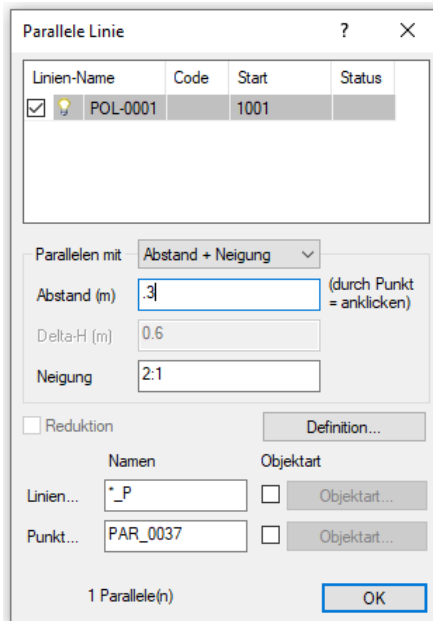 Parallele Linie ? ×
Linien-Name Code Start Status
POL-0001 1001
Parallelen mit Abstand + Neigung
Abstand (m) .3 (durch Punkt
= anklicken)
Delta-H (m) 0.6
Neigung 2:1
Reduktion Definition...
Namen Objektart
Linien... *_P Objektart...
Punkt... PAR_0037 Objektart...
1 Parallele(n) OK